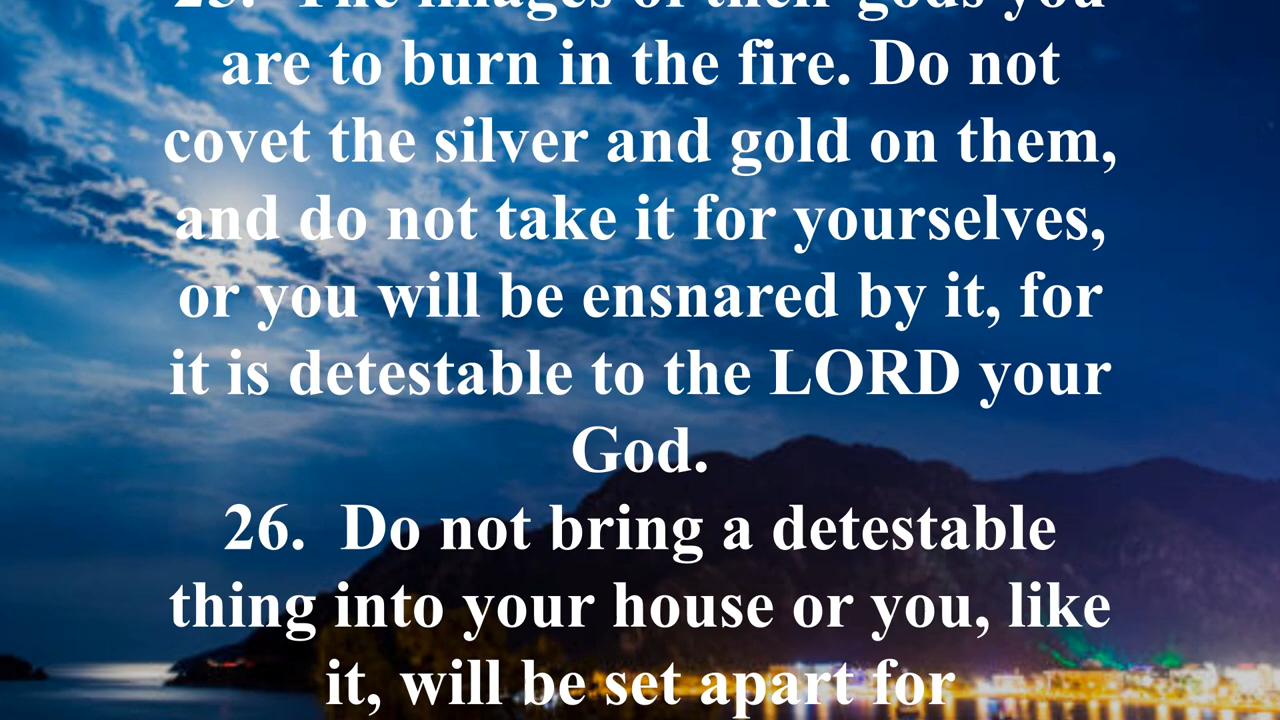 25. The images of their gods you
are to burn in the fire. Do not
covet the silver and gold on them,
and do not take it for yourselves,
or you will be ensnared by it, for
it is detestable to the LORD your
God.
26. Do not bring a detestable
thing into your house or you, like
it, will be set apart for